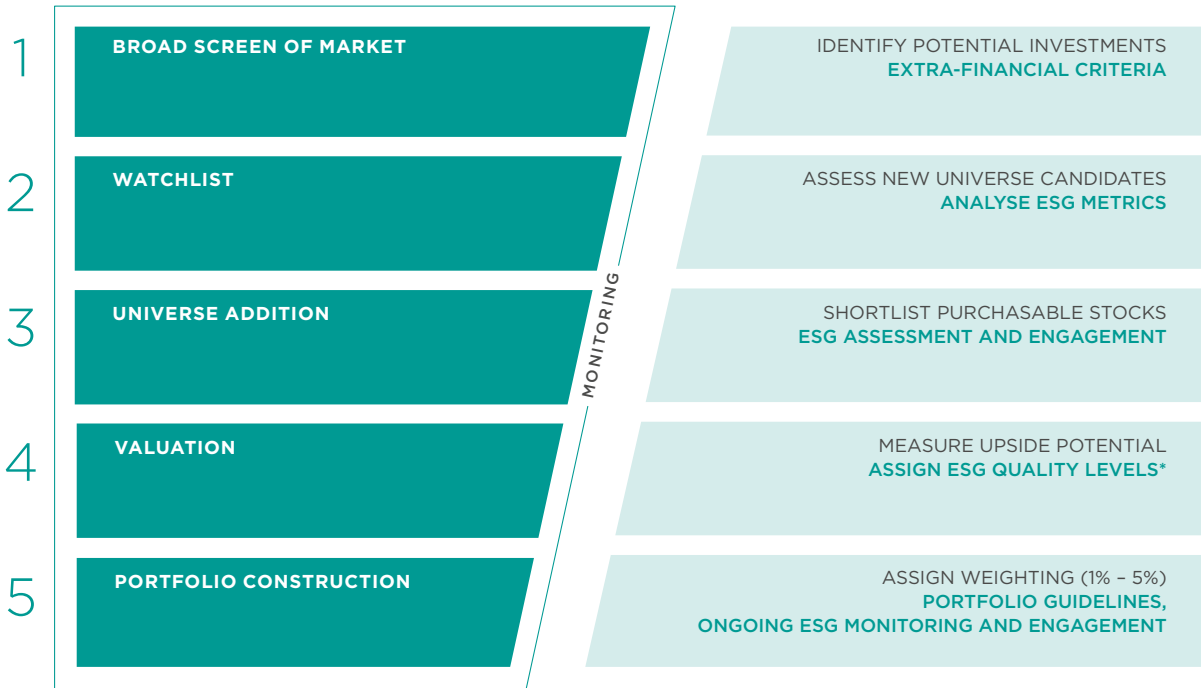 1
BROAD SCREEN OF MARKET
IDENTIFY POTENTIAL INVESTMENTS
EXTRA-FINANCIAL CRITERIA
2
WATCHLIST
ASSESS NEW UNIVERSE CANDIDATES
ANALYSE ESG METRICS
3
UNIVERSE ADDITION
SHORTLIST PURCHASABLE STOCKS
ESG ASSESSMENT AND ENGAGEMENT
MONITORING
4
VALUATION
MEASURE UPSIDE POTENTIAL
ASSIGN ESG QUALITY LEVELS*
5
PORTFOLIO CONSTRUCTION
ASSIGN WEIGHTING (1% – 5%)
PORTFOLIO GUIDELINES,
ONGOING ESG MONITORING AND ENGAGEMENT